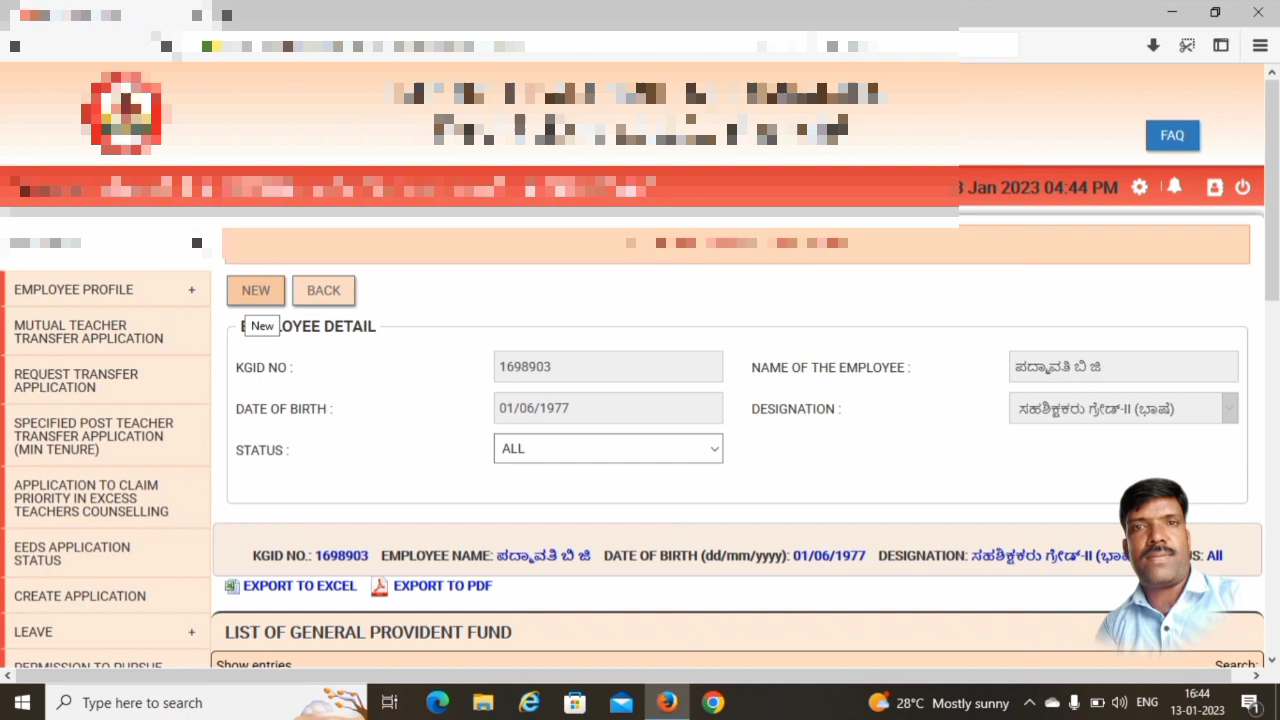 FAQ
3 Jan 2023 04:44 PM
EMPLOYEE PROFILE +
MUTUAL TEACHER
TRANSFER APPLICATION
REQUEST TRANSFER
APPLICATION
SPECIFIED POST TEACHER
TRANSFER APPLICATION
(MIN TENURE)
APPLICATION TO CLAIM
PRIORITY IN EXCESS
TEACHERS COUNSELLING
EEDS APPLICATION
STATUS
CREATE APPLICATION
LEAVE +
PERMISSION TO PURSUE
NEW BACK
New
OYEE DETAIL
KGID NO : 1698903 NAME OF THE EMPLOYEE : ಪದ್ಮಾವತಿ ಬಿ ಜಿ
DATE OF BIRTH : 01/06/1977 DESIGNATION : ಸಹಶಿಕ್ಷಕರು ಗ್ರೇಡ್-II (ಭಾಷೆ)
STATUS : ALL
KGID NO.: 1698903 EMPLOYEE NAME: ಪದ್ಮಾವತಿ ಬಿ ಜಿ DATE OF BIRTH (dd/mm/yyyy): 01/06/1977 DESIGNATION: ಸಹಶಿಕ್ಷಕರು ಗ್ರೇಡ್-II (ಭಾ S: All
EXPORT TO EXCEL EXPORT TO PDF
LIST OF GENERAL PROVIDENT FUND
Show entries Search:
Type here to search 28°C Mostly sunny ENG 16:44
13-01-2023
1